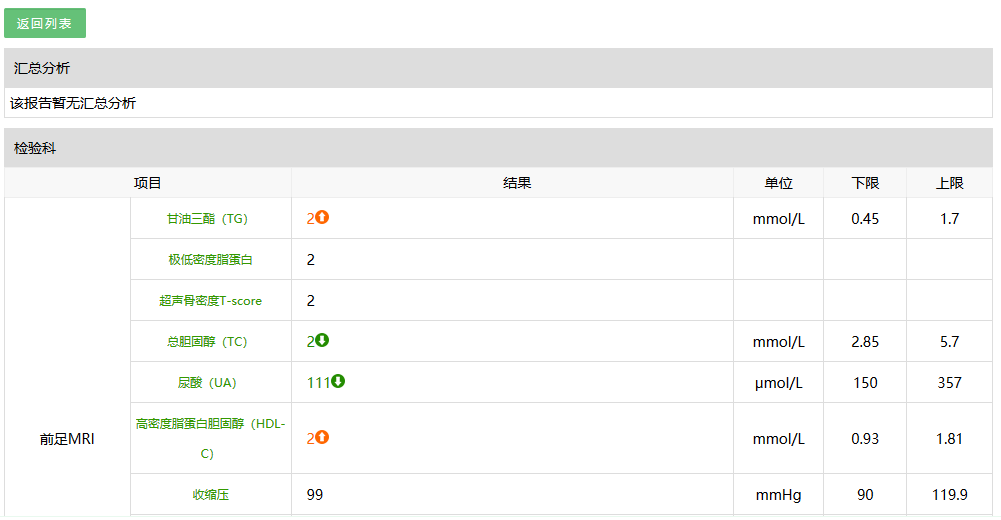 返回列表
汇总分析
该报告暂无汇总分析
检验科
项目 结果 单位 下限 上限
甘油三酯（TG） 2 mmol/L 0.45 1.7
极低密度脂蛋白 2
超声骨密度T-score 2
总胆固醇（TC） 2 mmol/L 2.85 5.7
尿酸（UA） 111 μmol/L 150 357
前足MRI
高密度脂蛋白胆固醇（HDL-
C） 2 mmol/L 0.93 1.81
收缩压 99 mmHg 90 119.9